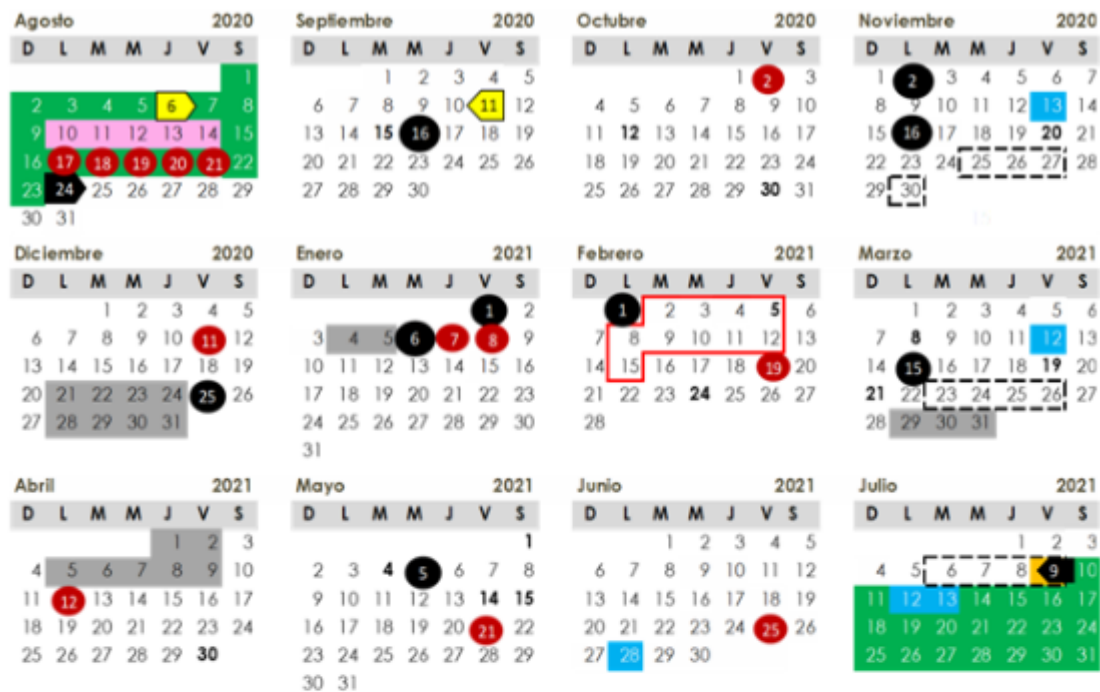 Agosto 2020
D L M M J V S
1
2 3 4 5 6 7 8
9 10 11 12 13 14 15
16 17 18 19 20 21 22
23 24 25 26 27 28 29
30 31
Septiembre 2020
D L M M J V S
1 2 3 4 5
6 7 8 9 10 11 12
13 14 15 16 17 18 19
20 21 22 23 24 25 26
27 28 29 30
Octubre 2020
D L M M J V S
1 2 3
4 5 6 7 8 9 10
11 12 13 14 15 16 17
18 19 20 21 22 23 24
25 26 27 28 29 30 31
Noviembre 2020
D L M M J V S
1 2 3 4 5 6 7
8 9 10 11 12 13 14
15 16 17 18 19 20 21
22 23 24 25 26 27 28
29 30
Diciembre 2020
D L M M J V S
1 2 3 4 5
6 7 8 9 10 11 12
13 14 15 16 17 18 19
20 21 22 23 24 25 26
27 28 29 30 31
Enero 2021
D L M M J V S
1 2
3 4 5 6 7 8 9
10 11 12 13 14 15 16
17 18 19 20 21 22 23
24 25 26 27 28 29 30
31
Febrero 2021
D L M M J V S
1 2 3 4 5 6
7 8 9 10 11 12 13
14 15 16 17 18 19 20
21 22 23 24 25 26 27
28
Marzo 2021
D L M M J V S
1 2 3 4 5 6
7 8 9 10 11 12 13
14 15 16 17 18 19 20
21 22 23 24 25 26 27
28 29 30 31
Abril 2021
D L M M J V S
1 2 3
4 5 6 7 8 9 10
11 12 13 14 15 16 17
18 19 20 21 22 23 24
25 26 27 28 29 30
Mayo 2021
D L M M J V S
1
2 3 4 5 6 7 8
9 10 11 12 13 14 15
16 17 18 19 20 21 22
23 24 25 26 27 28 29
30 31
Junio 2021
D L M M J V S
1 2 3 4 5
6 7 8 9 10 11 12
13 14 15 16 17 18 19
20 21 22 23 24 25 26
27 28 29 30
Julio 2021
D L M M J V S
1 2 3
4 5 6 7 8 9 10
11 12 13 14 15 16 17
18 19 20 21 22 23 24
25 26 27 28 29 30 31